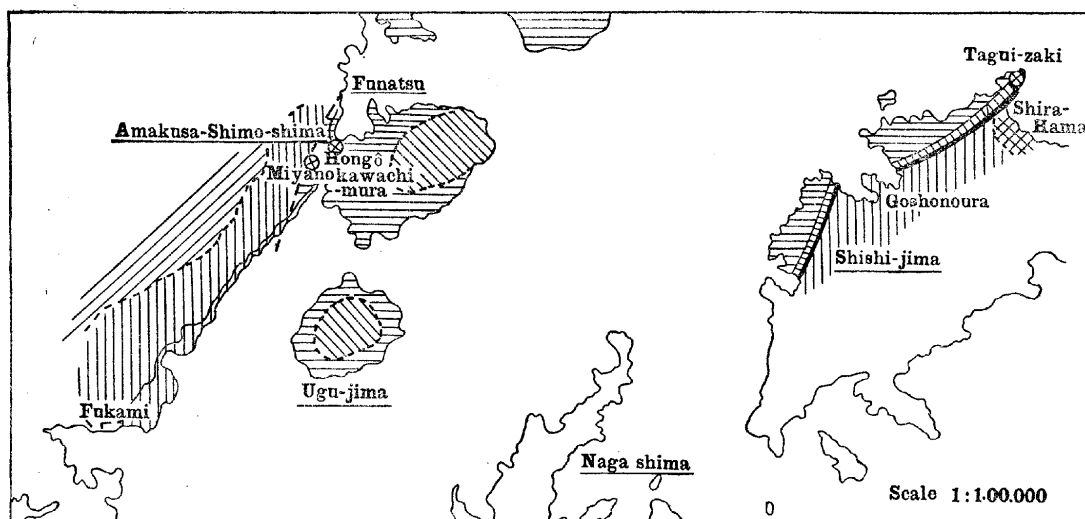 Tagui-zaki
Funatsu
Shira-
Hama
Amakusa-Shimo-shima
Hongô
Miyanokawachi
-mura
Goshonoura
Shishi-jima
Ugu-jima
Fukami
Naga shima
Scale 1:1.00.000